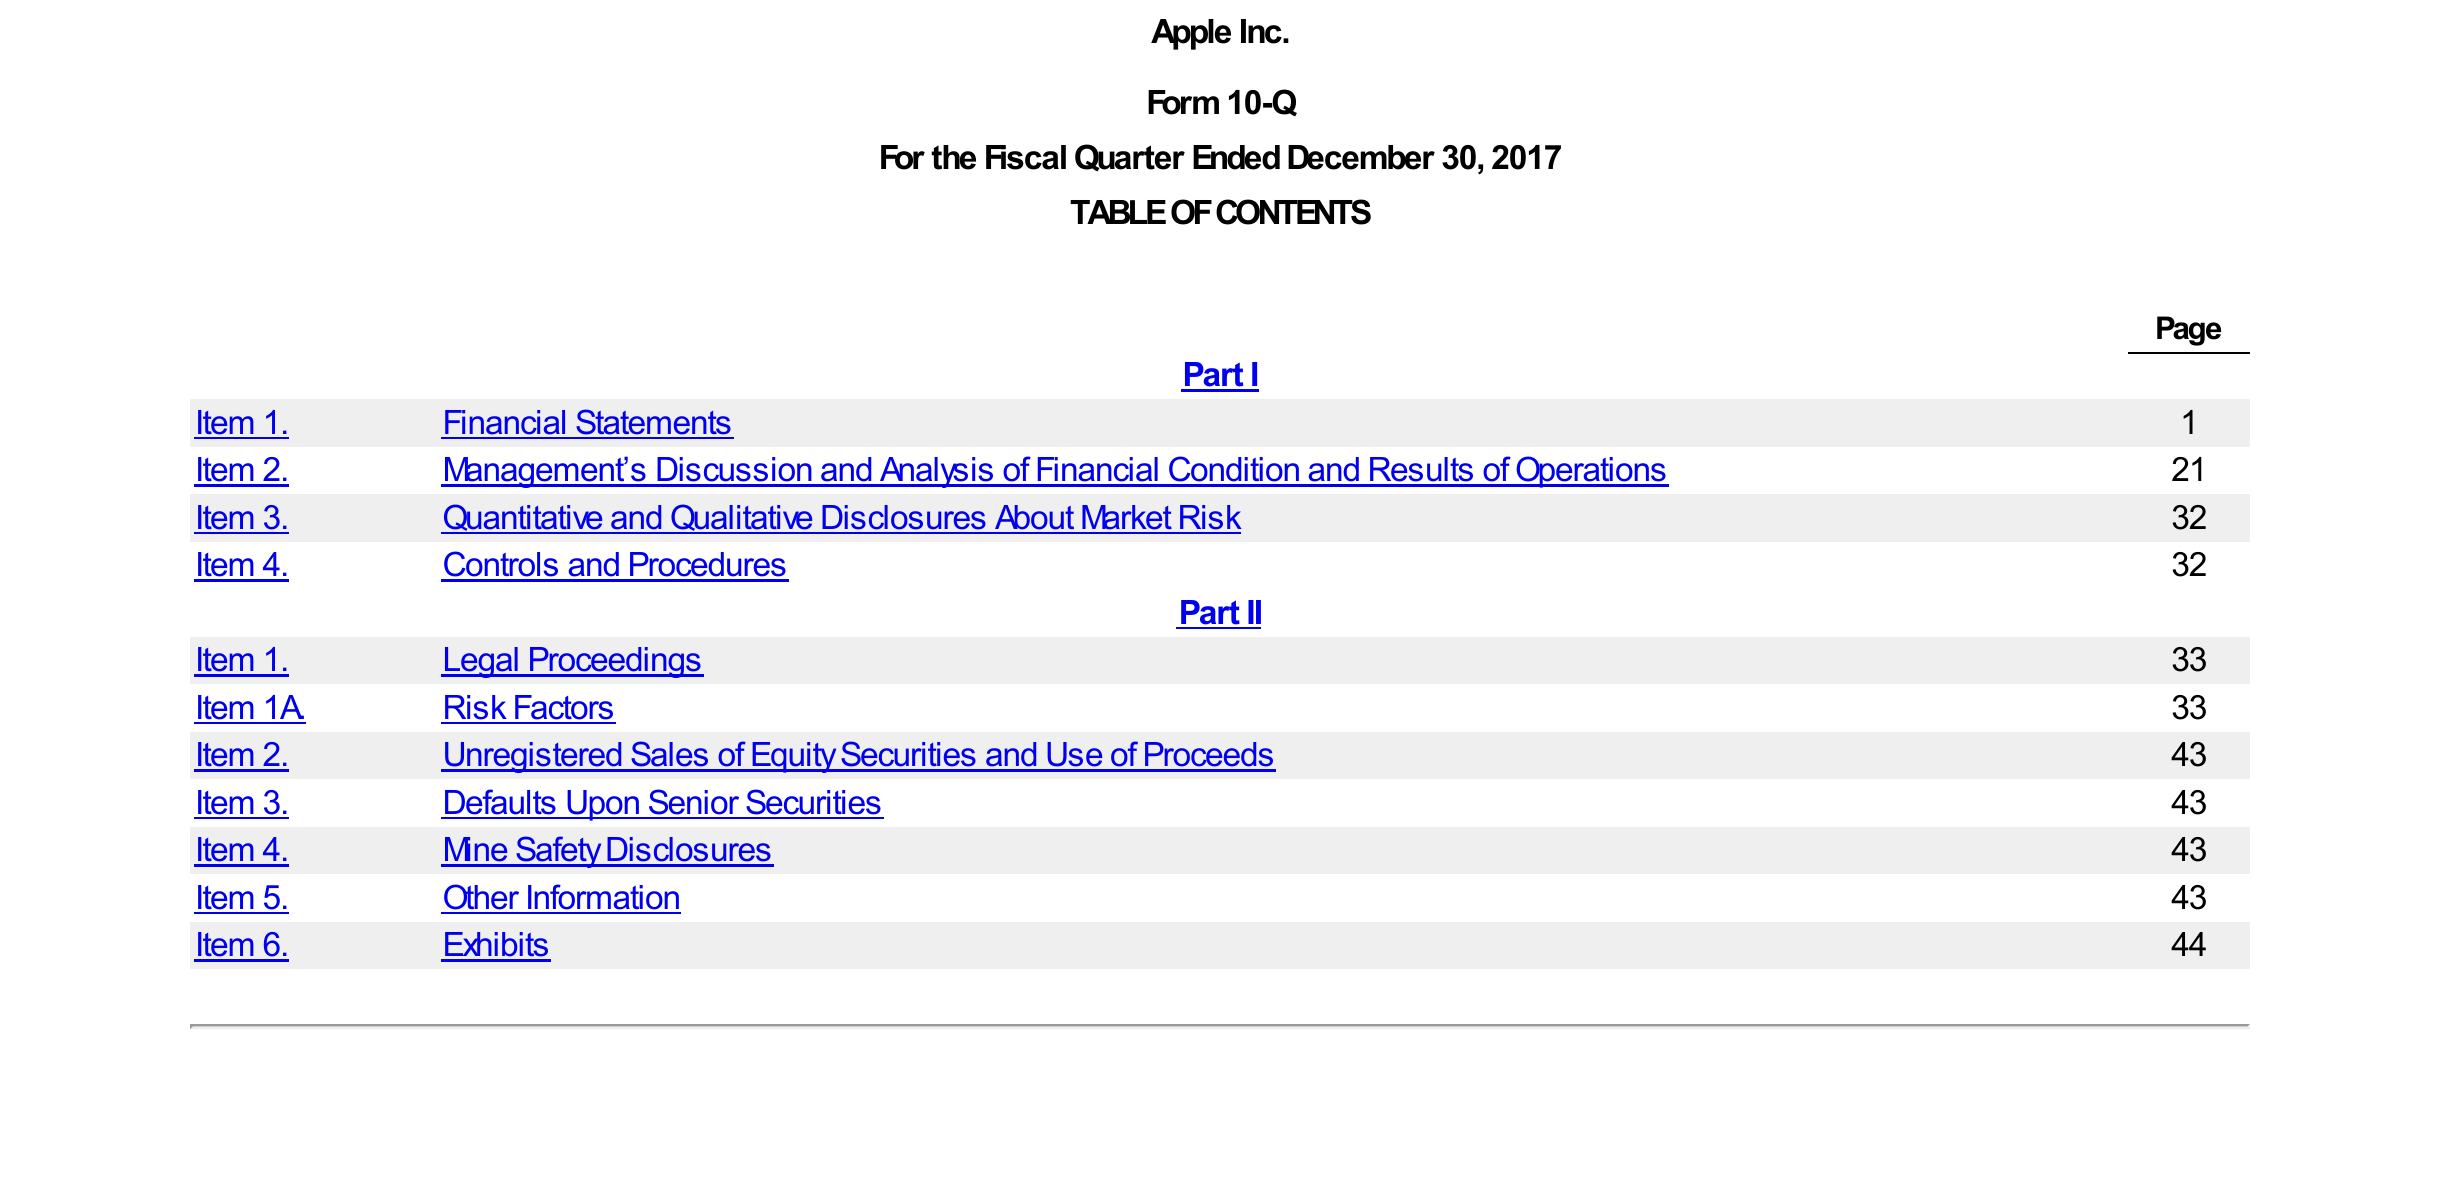 Apple Inc.
Form 10-Q
For the Fiscal Quarter Ended December 30, 2017
TABLE OF CONTENTS
Page
Part I
Item 1. Financial Statements 1
Item 2. Management’s Discussion and Analysis of Financial Condition and Results of Operations 21
Item 3. Quantitative and Qualitative Disclosures About Market Risk 32
Item 4. Controls and Procedures 32
Part II
Item 1. Legal Proceedings 33
Item 1A. Risk Factors 33
Item 2. Unregistered Sales of Equity Securities and Use of Proceeds 43
Item 3. Defaults Upon Senior Securities 43
Item 4. Mine Safety Disclosures 43
Item 5. Other Information 43
Item 6. Exhibits 44